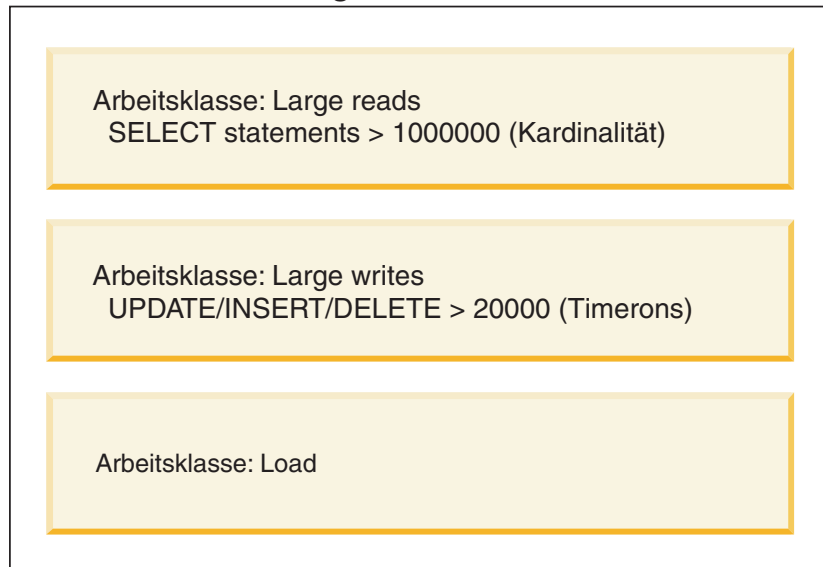 Arbeitsklasse: Large reads
SELECT statements > 1000000 (Kardinalität)
Arbeitsklasse: Large writes
UPDATE/INSERT/DELETE > 20000 (Timerons)
Arbeitsklasse: Load